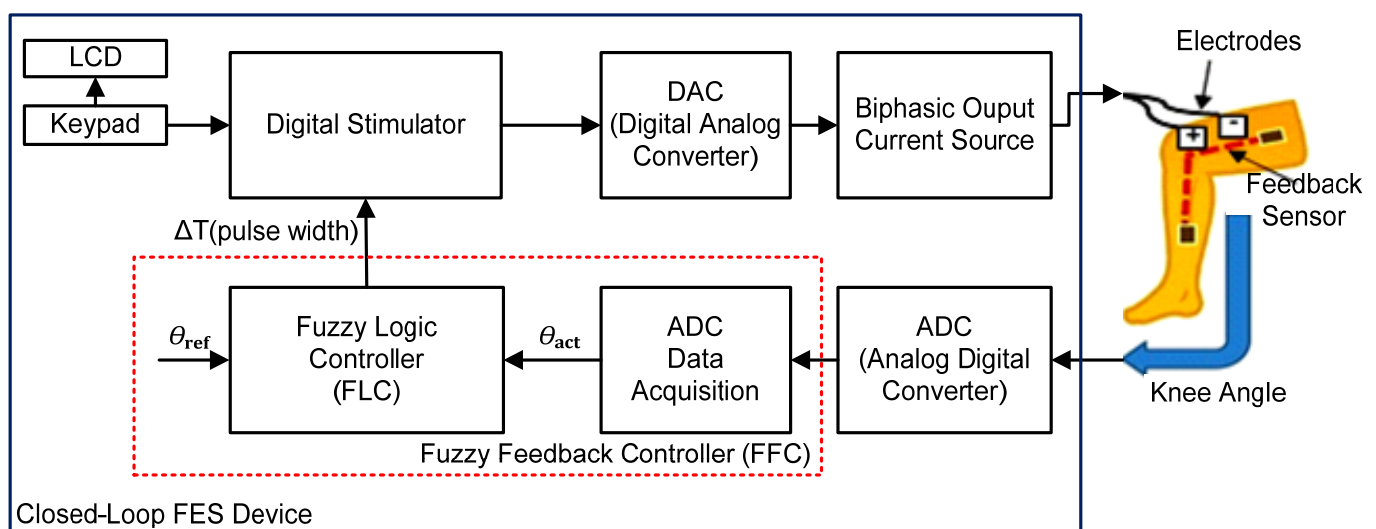 LCD
Keypad
Digital Stimulator
DAC
(Digital Analog
Converter)
Biphasic Ouput
Current Source
Electrodes
+
-
Feedback
Sensor
ΔT(pulse width)
θref
Fuzzy Logic
Controller
(FLC)
θact
ADC
Data
Acquisition
ADC
(Analog Digital
Converter)
Knee Angle
Fuzzy Feedback Controller (FFC)
Closed-Loop FES Device